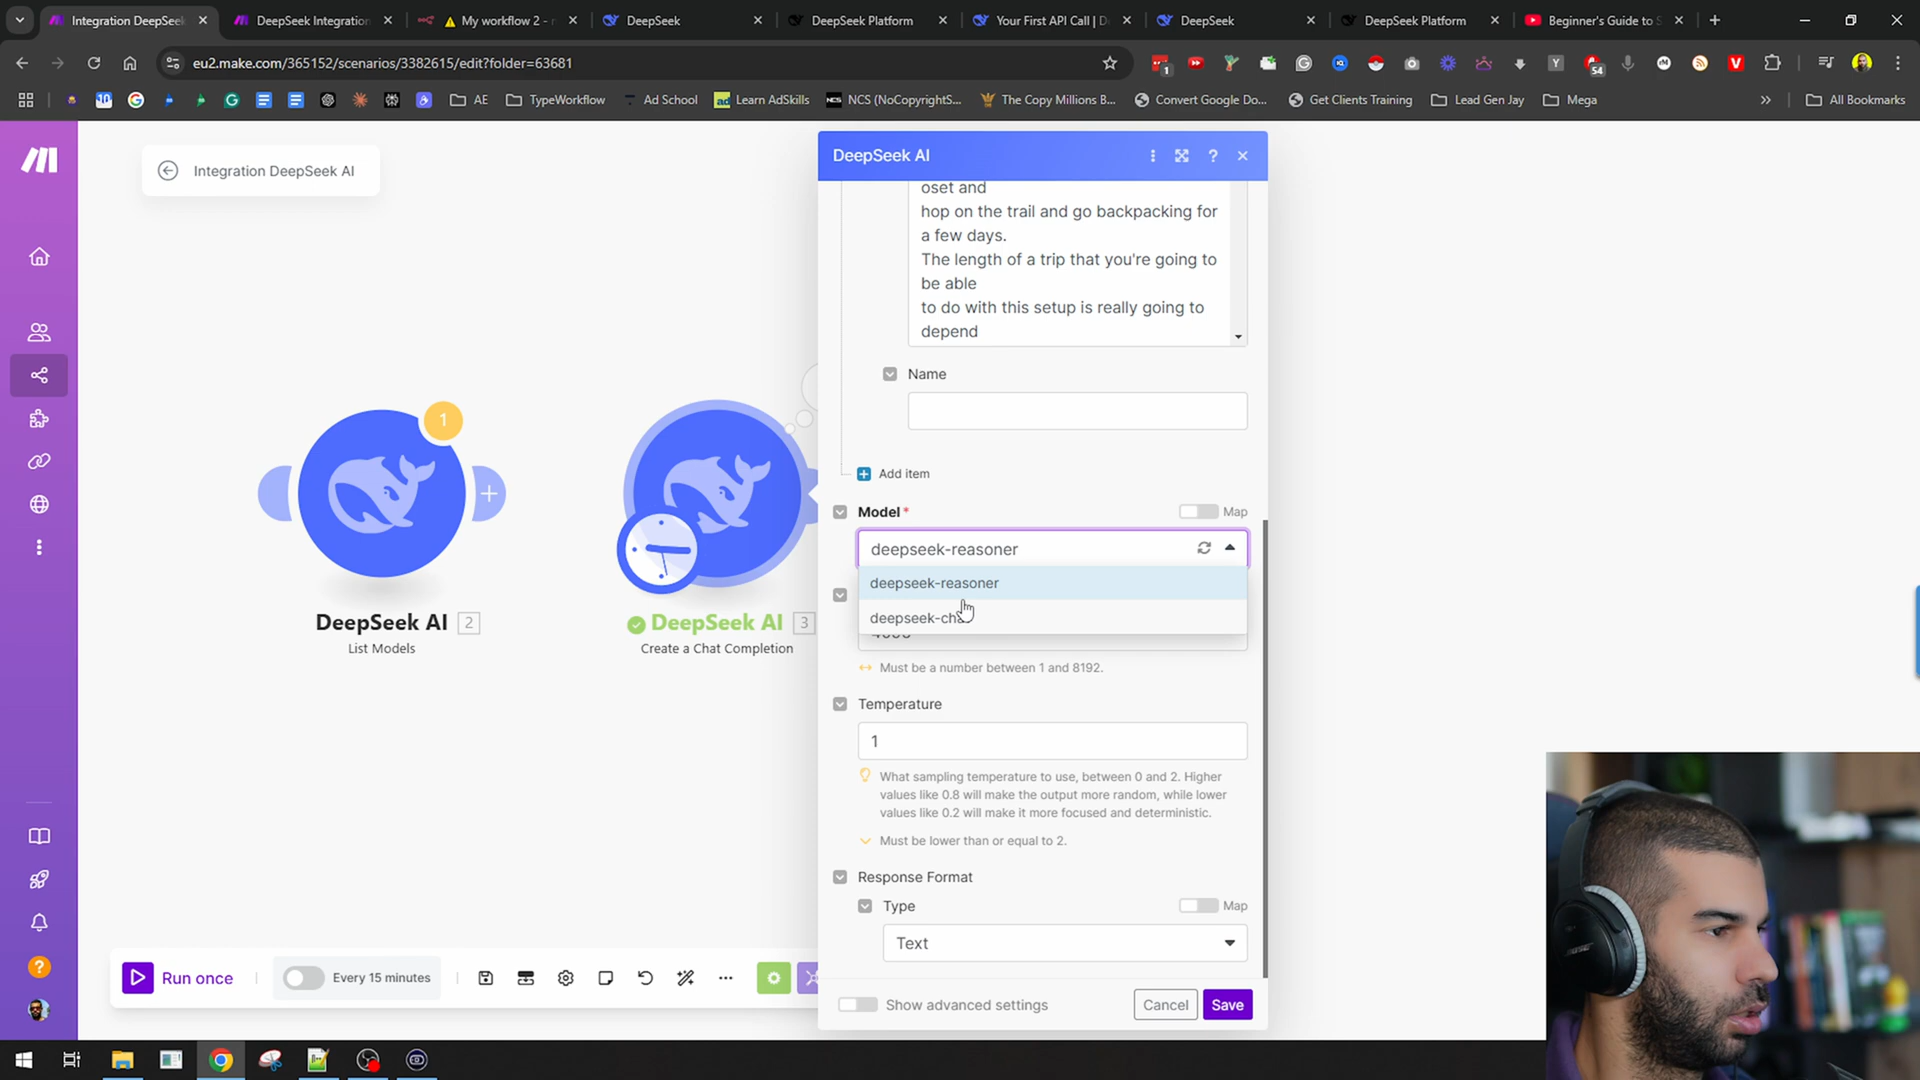 Integration DeepSeek
DeepSeek Integration
My workflow 2 -
DeepSeek
DeepSeek Platform
Your First API Call | D
DeepSeek
DeepSeek Platform
Beginner's Guide to
eu2.make.com/365152/scenarios/3382615/edit?folder=63681
1
54
AE
TypeWorkflow
Ad School
Learn AdSkills
NCS (NoCopyrightS...
The Copy Millions B...
Convert Google Do...
Get Clients Training
Lead Gen Jay
Mega
All Bookmarks
Integration DeepSeek AI
DeepSeek AI
oset and
hop on the trail and go backpacking for
a few days.
The length of a trip that you're going to
be able
to do with this setup is really going to
depend
Name
Add item
Model *
Map
deepseek-reasoner
deepseek-reasoner
Must be a number between 1 and 8192.
Temperature
1
What sampling temperature to use, between 0 and 2. Higher
values like 0.8 will make the output more random, while lower
values like 0.2 will make it more focused and deterministic.
Must be lower than or equal to 2.
Response Format
Type
Map
Text
Show advanced settings
Cancel
Save
1
DeepSeek AI 2
List Models
DeepSeek AI 3
Create a Chat Completion
Run once
Every 15 minutes